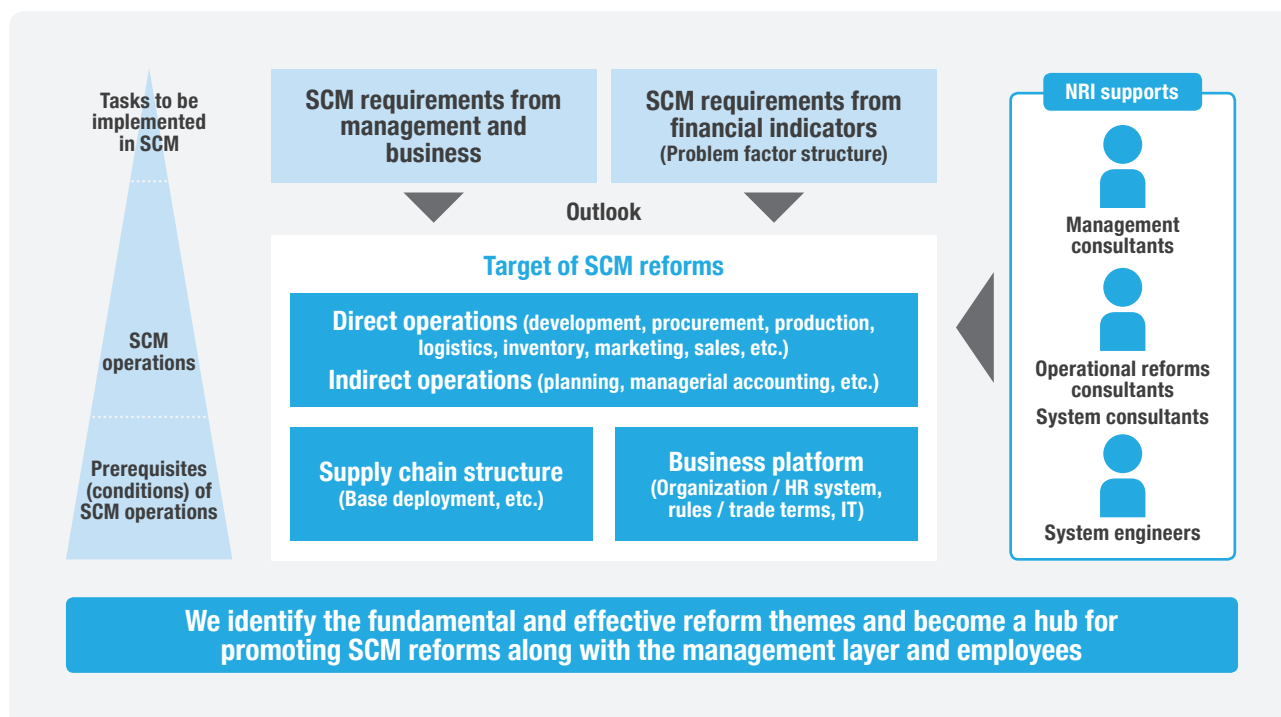 Tasks to be
implemented
in SCM
SCM
operations
Prerequisites
(conditions) of
SCM operations
SCM requirements from
management and
business
SCM requirements from
financial indicators
(Problem factor structure)
Outlook
Target of SCM reforms
Direct operations (development, procurement, production,
logistics, inventory, marketing, sales, etc.)
Indirect operations (planning, managerial accounting, etc.)
Supply chain structure
(Base deployment, etc.)
Business platform
(Organization / HR system,
rules / trade terms, IT)
NRI supports
Management
consultants
Operational reforms
consultants
System consultants
System engineers
We identify the fundamental and effective reform themes and become a hub for
promoting SCM reforms along with the management layer and employees